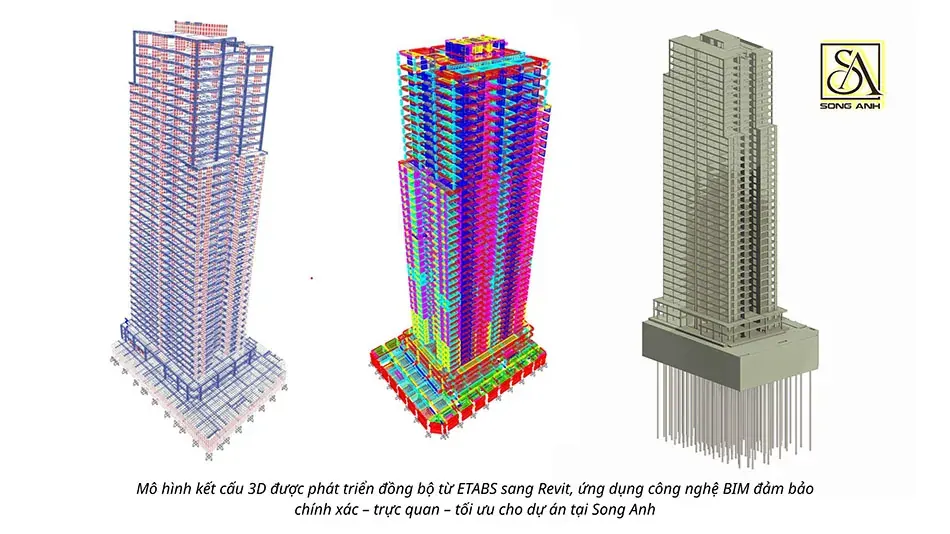 SA
SONG ANH
Mô hình kết cấu 3D được phát triển đồng bộ từ ETABS sang Revit, ứng dụng công nghệ BIM đảm bảo
chính xác – trực quan – tối ưu cho dự án tại Song Anh